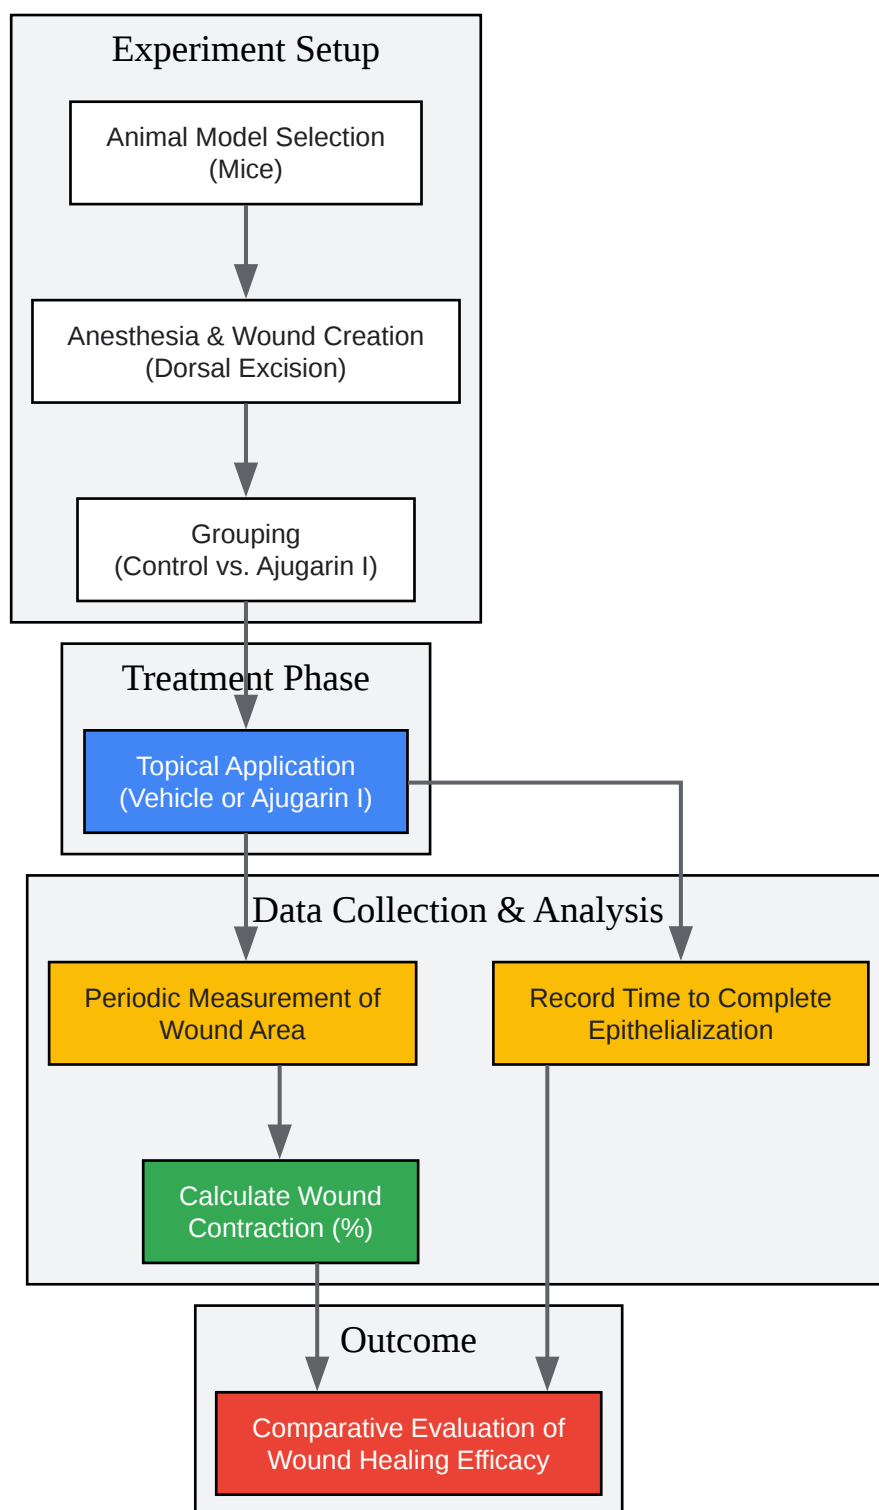 Experiment Setup
Animal Model Selection
(Mice)
Anesthesia & Wound Creation
(Dorsal Excision)
Grouping
(Control vs. Ajugarin I)
Treatment Phase
Topical Application
(Vehicle or Ajugarin I)
Data Collection & Analysis
Periodic Measurement of
Wound Area
Record Time to Complete
Epithelialization
Calculate Wound
Contraction (%)
Outcome
Comparative Evaluation of
Wound Healing Efficacy